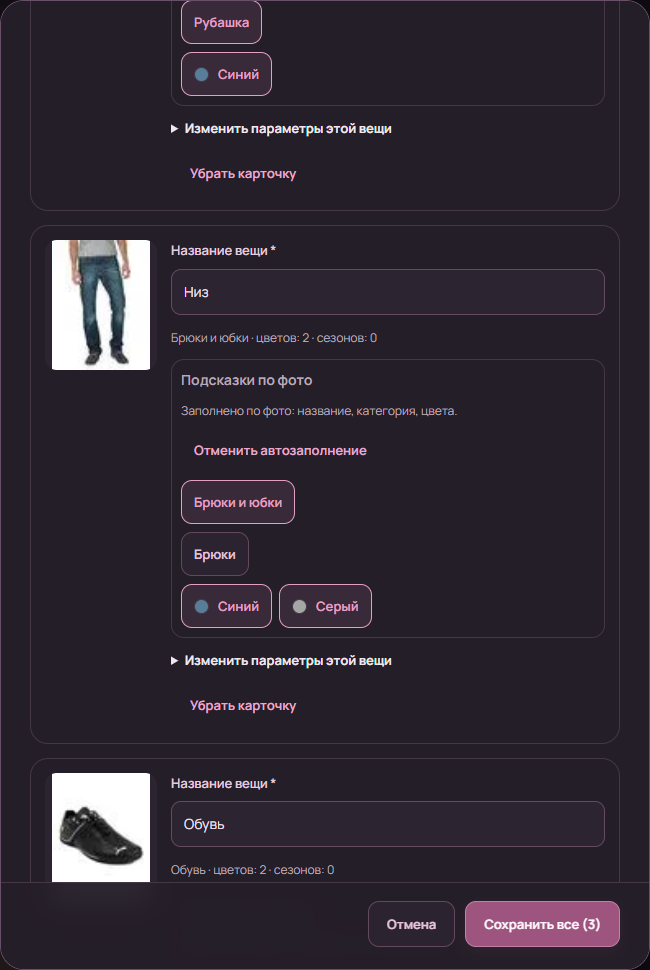 Рубашка
Синий
Изменить параметры этой вещи
Убрать карточку
Название вещи *
Низ
Брюки и юбки · цветов: 2 · сезонов: 0
Подсказки по фото
Заполнено по фото: название, категория, цвета.
Отменить автозаполнение
Брюки и юбки
Брюки
Синий Серый
Изменить параметры этой вещи
Убрать карточку
Название вещи *
Обувь
Обувь · цветов: 2 · сезонов: 0
Отмена Сохранить все (3)